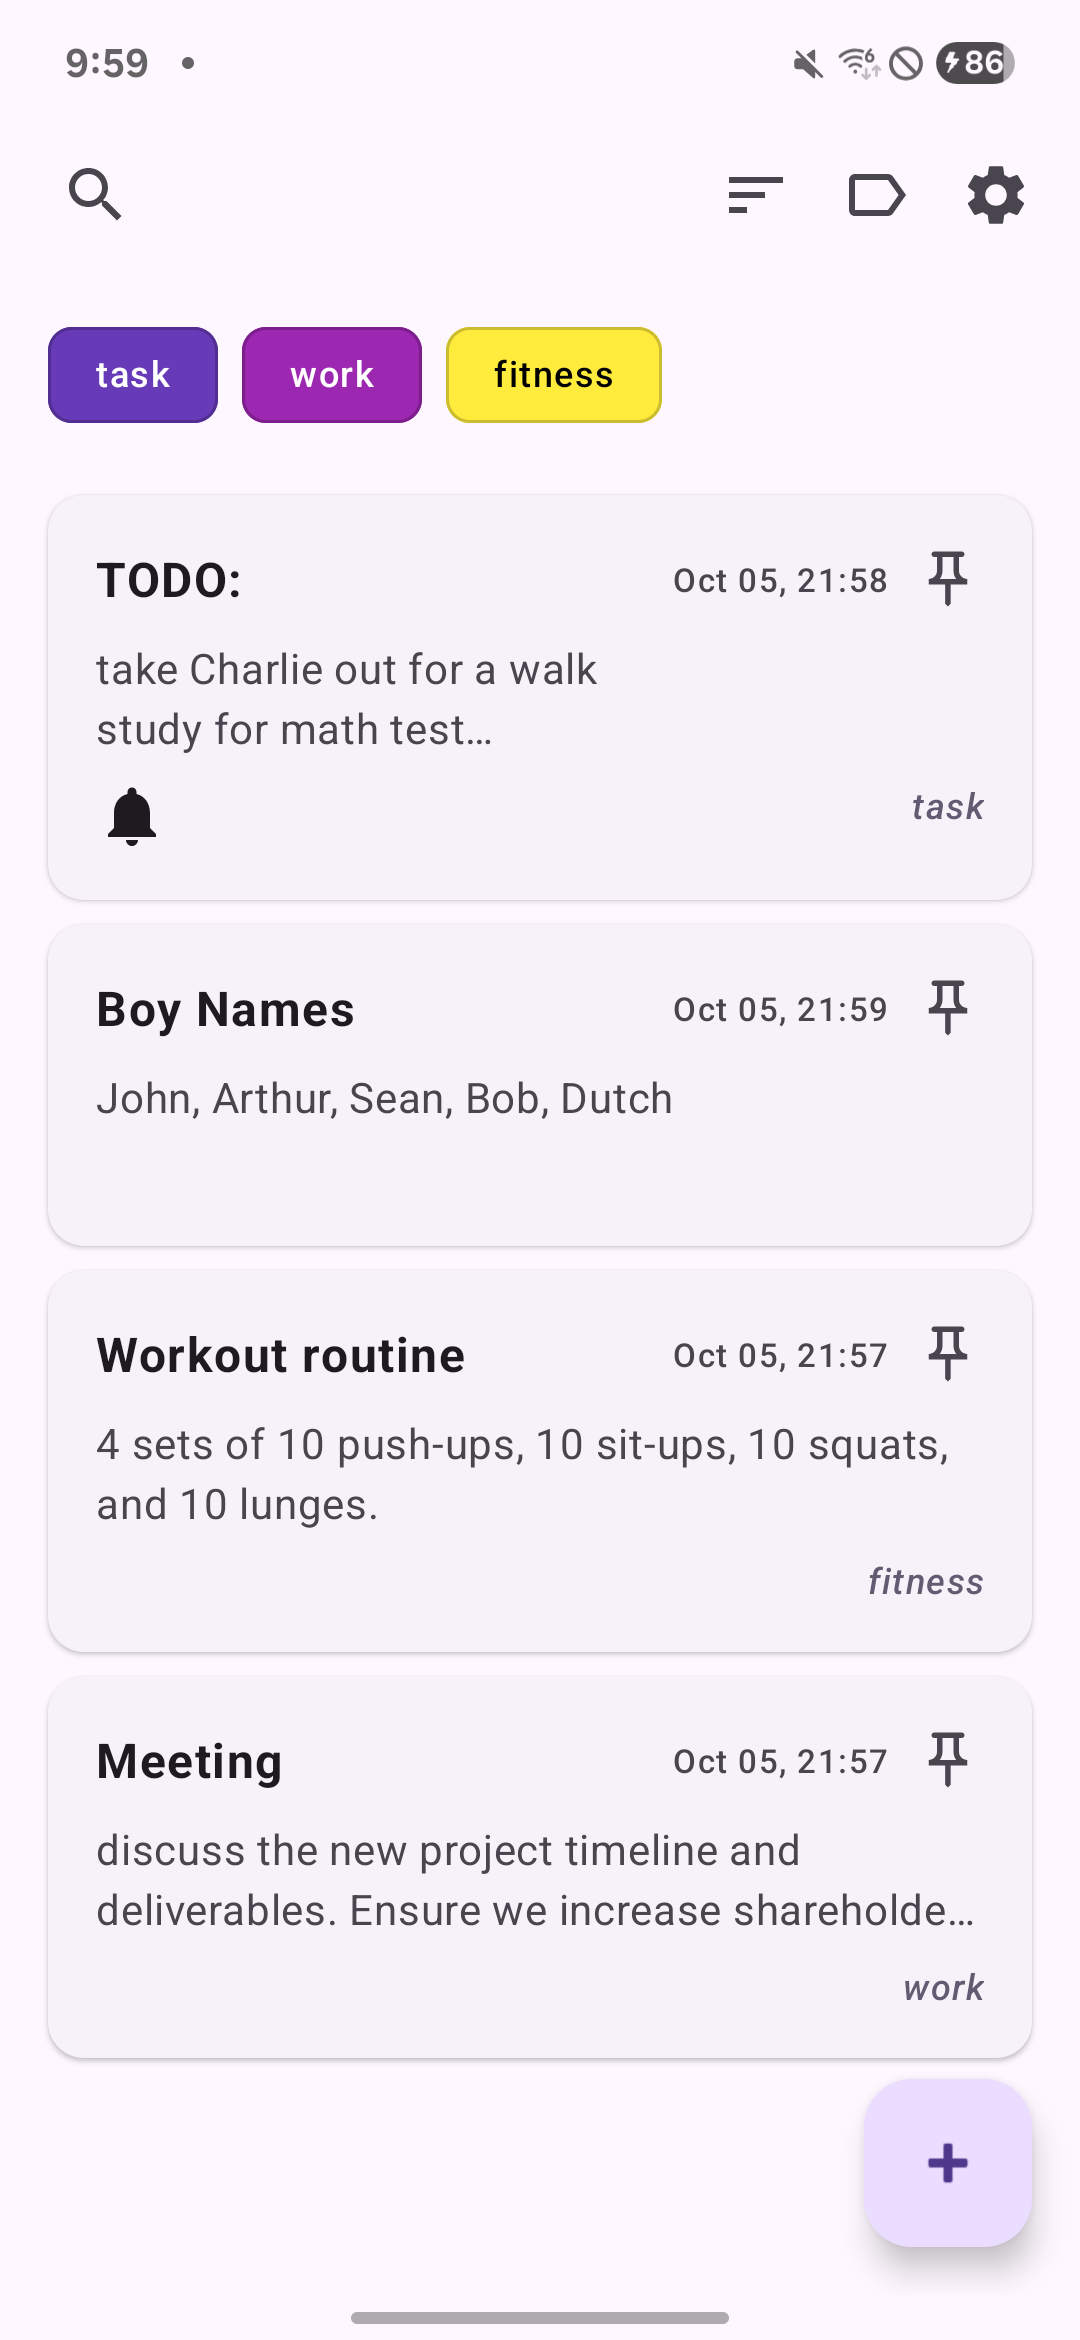 9:59
6
86
task
work
fitness
TODO:
Oct 05, 21:58
take Charlie out for a walk
study for math test…
task
Boy Names
Oct 05, 21:59
John, Arthur, Sean, Bob, Dutch
Workout routine
Oct 05, 21:57
4 sets of 10 push-ups, 10 sit-ups, 10 squats,
and 10 lunges.
fitness
Meeting
Oct 05, 21:57
discuss the new project timeline and
deliverables. Ensure we increase shareholde…
work